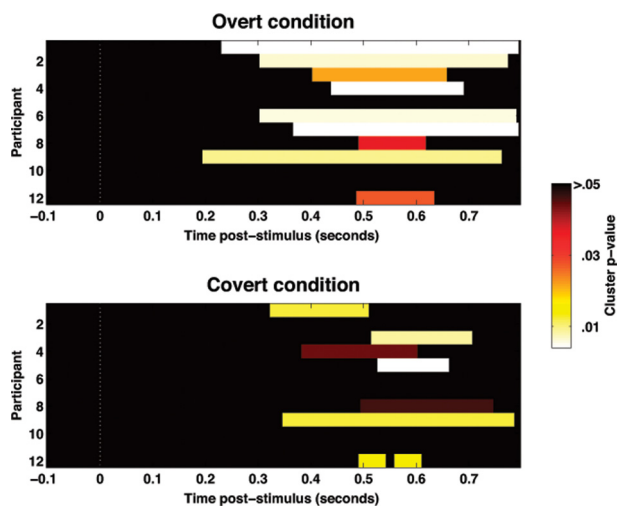 Overt condition
Participant
2
4
6
8
10
12
−0.1 0 0.1 0.2 0.3 0.4 0.5 0.6 0.7
Time post-stimulus (seconds)
>.05
.03
.01
Cluster p-value
Covert condition
Participant
2
4
6
8
10
12
−0.1 0 0.1 0.2 0.3 0.4 0.5 0.6 0.7
Time post-stimulus (seconds)